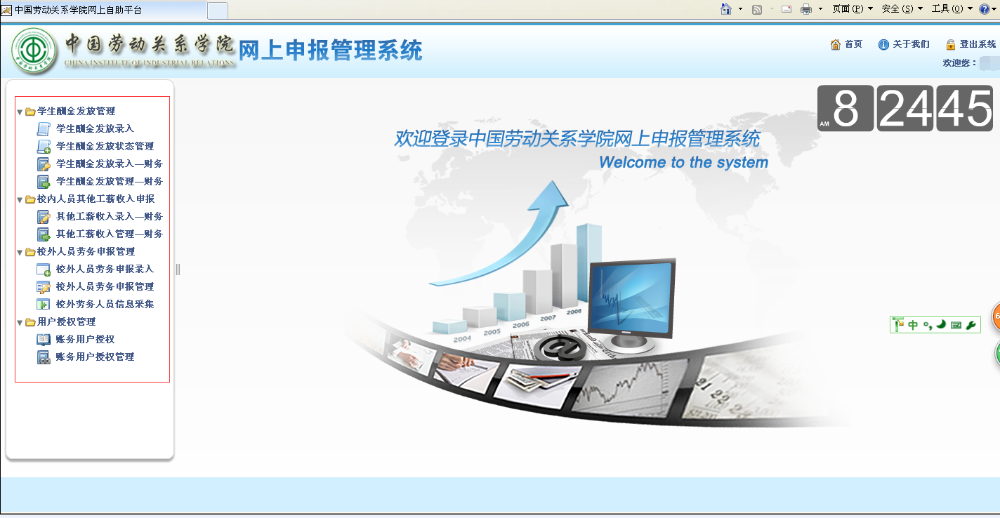 中国劳动关系学院网上自助平台
页面(P) 安全(S) 工具(O)
中国劳动关系学院
CHINA INSTITUTE OF INDUSTRIAL RELATIONS
网上申报管理系统
首页 关于我们 登出系统
欢迎您：
AM 8 24 45
学生酬金发放管理
学生酬金发放录入
学生酬金发放状态管理
学生酬金发放录入—财务
学生酬金发放管理—财务
校内人员其他工薪收入申报
其他工薪收入录入—财务
其他工薪收入管理—财务
校外人员劳务申报管理
校外人员劳务申报录入
校外人员劳务申报管理
校外劳务人员信息采集
用户授权管理
账务用户授权
账务用户授权管理
欢迎登录中国劳动关系学院网上申报管理系统
Welcome to the system
2004 2005 2006 2007 2008
@
中